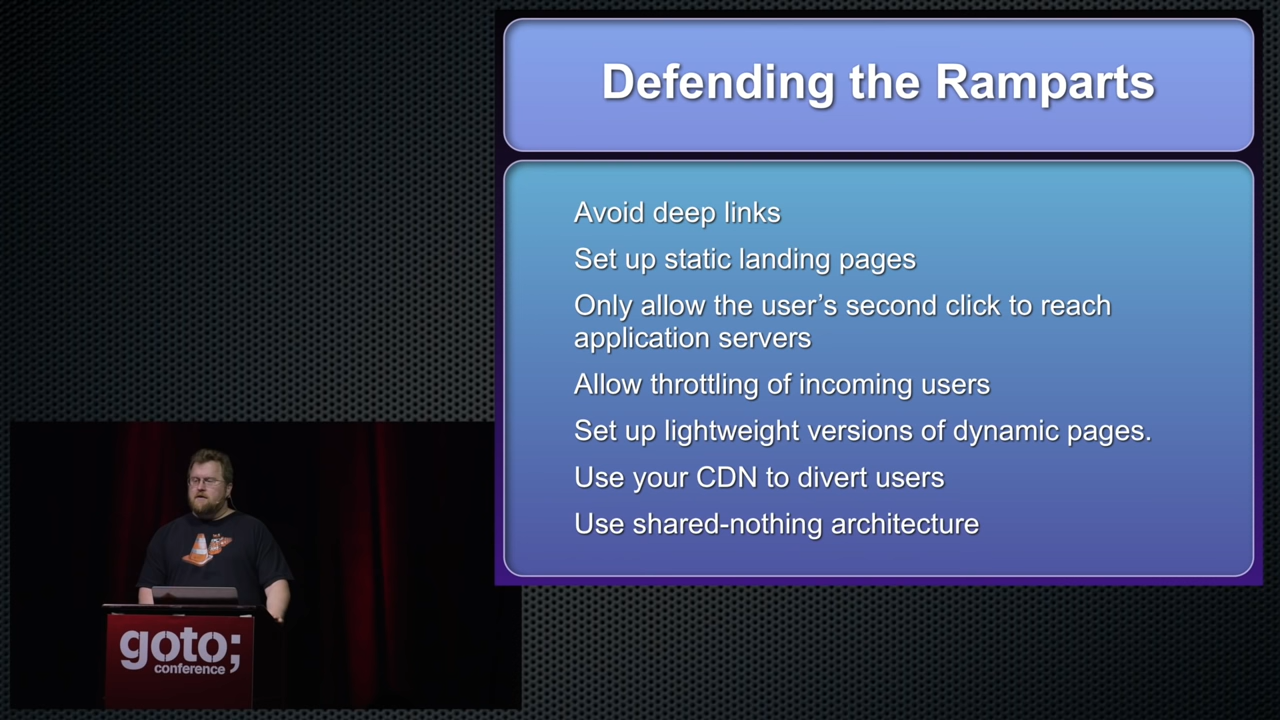 Defending the Ramparts
Avoid deep links
Set up static landing pages
Only allow the user’s second click to reach
application servers
Allow throttling of incoming users
Set up lightweight versions of dynamic pages.
Use your CDN to divert users
Use shared-nothing architecture
goto;
conference